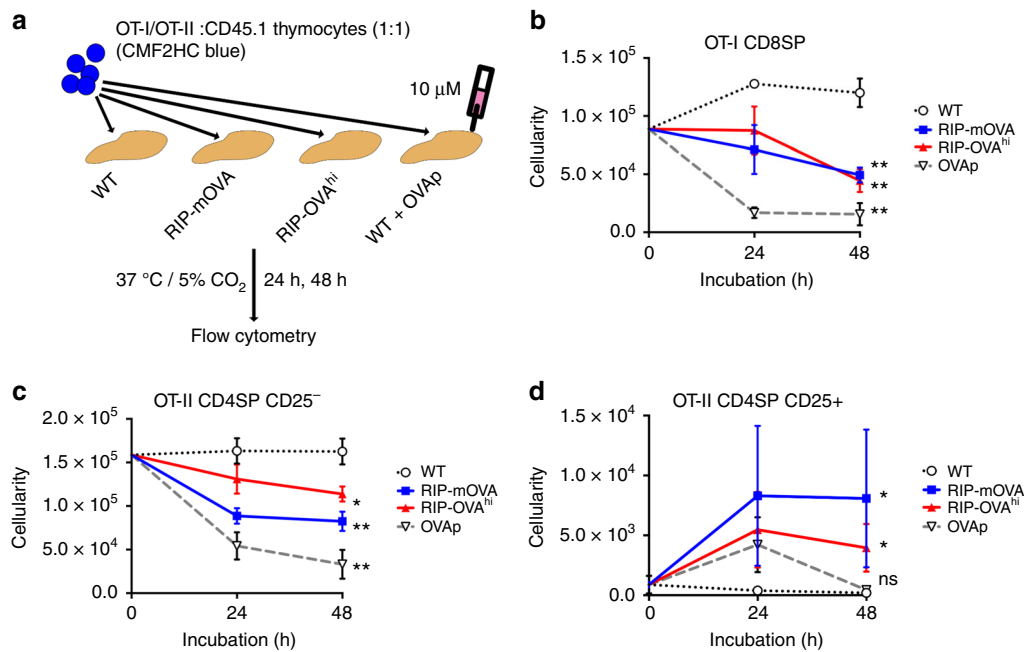 a
OT-I/OT-II :CD45.1 thymocytes (1:1)
(CMF2HC blue)
10 μM
WT
RIP-mOVA
RIP-OVAhi
WT + OVAp
37 °C / 5% CO2
24 h, 48 h
Flow cytometry
b
OT-I CD8SP
1.5 × 10^5
1.0 × 10^5
5.0 × 10^4
0.0
Cellularity
0
24
48
Incubation (h)
**
**
**
WT
RIP-mOVA
RIP-OVAhi
OVAp
c
OT-II CD4SP CD25–
2.0 × 10^5
1.5 × 10^5
1.0 × 10^5
5.0 × 10^4
0.0
Cellularity
0
24
48
Incubation (h)
*
**
**
WT
RIP-mOVA
RIP-OVAhi
OVAp
d
OT-II CD4SP CD25+
1.5 × 10^4
1.0 × 10^4
5.0 × 10^3
0.0
Cellularity
0
24
48
Incubation (h)
*
*
ns
WT
RIP-mOVA
RIP-OVAhi
OVAp